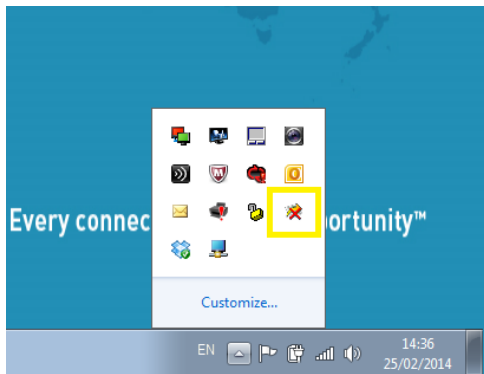 Every connec
ortunity™
Customize...
EN
14:36
25/02/2014